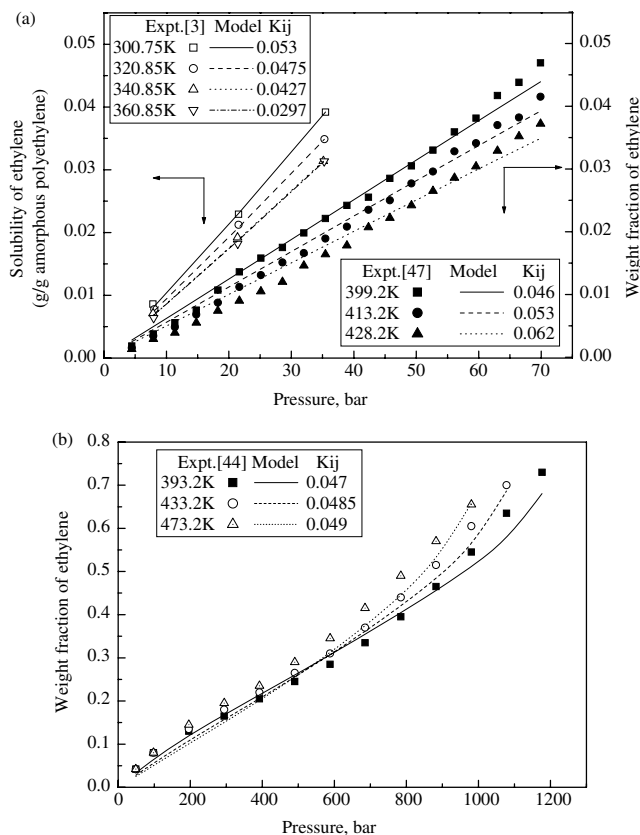 (a)
Expt.[3] Model Kij
300.75K 0.053
320.85K 0.0475
340.85K 0.0427
360.85K 0.0297
Expt.[47] Model Kij
399.2K 0.046
413.2K 0.053
428.2K 0.062
0.05
0.04
0.03
0.02
0.01
0.00
Solubility of ethylene
(g/g amorphous polyethylene)
0.05
0.04
0.03
0.02
0.01
0.00
Weight fraction of ethylene
0 10 20 30 40 50 60 70
Pressure, bar
(b)
Expt.[44] Model Kij
393.2K 0.047
433.2K 0.0485
473.2K 0.049
0.8
0.7
0.6
0.5
0.4
0.3
0.2
0.1
0.0
Weight fraction of ethylene
0 200 400 600 800 1000 1200
Pressure, bar